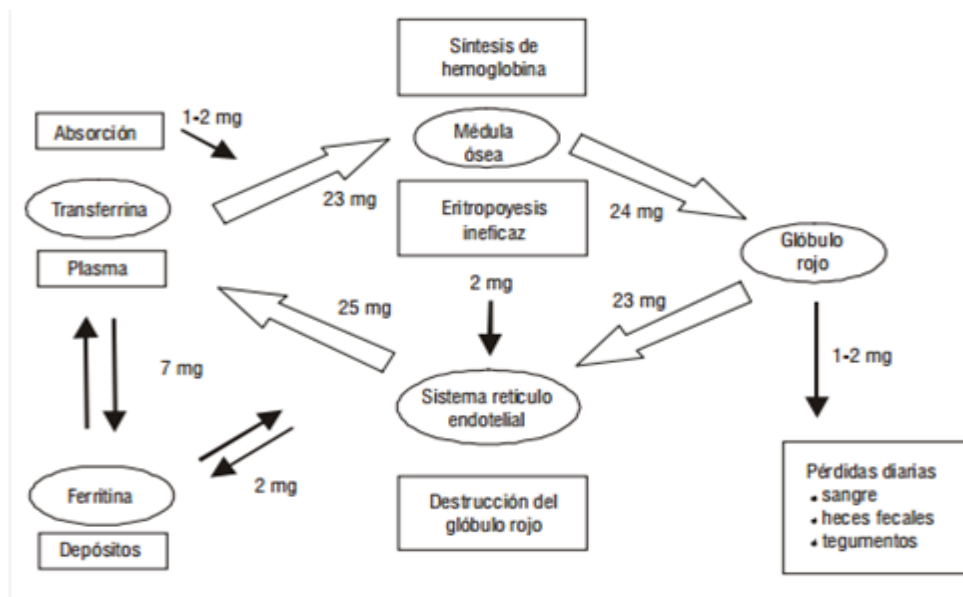 Síntesis de
hemoglobina
1-2 mg
Absorción
Médula
ósea
Transferrina
23 mg
Eritropoyesis
ineficaz
24 mg
Glóbulo
rojo
Plasma
2 mg
25 mg
23 mg
7 mg
1-2 mg
Sistema retículo
endotelial
2 mg
Ferritina
Depósitos
Destrucción del
glóbulo rojo
Pérdidas diarias
• sangre
• heces fecales
• tegumentos